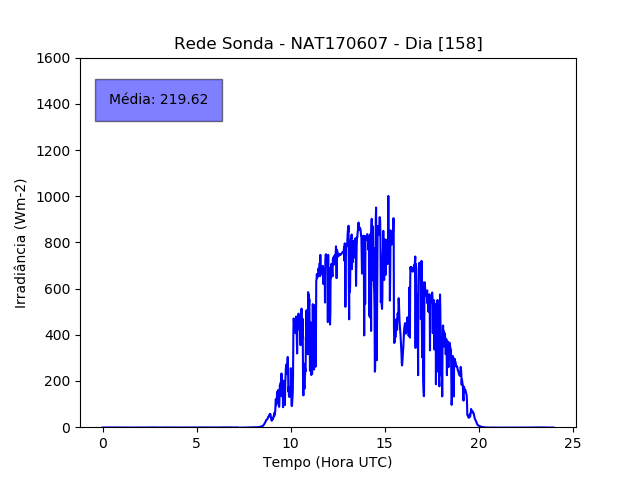 Rede Sonda - NAT170607 - Dia [158]
Média: 219.62
Irradiância (Wm-2)
1600
1400
1200
1000
800
600
400
200
0
0 5 10 15 20 25
Tempo (Hora UTC)